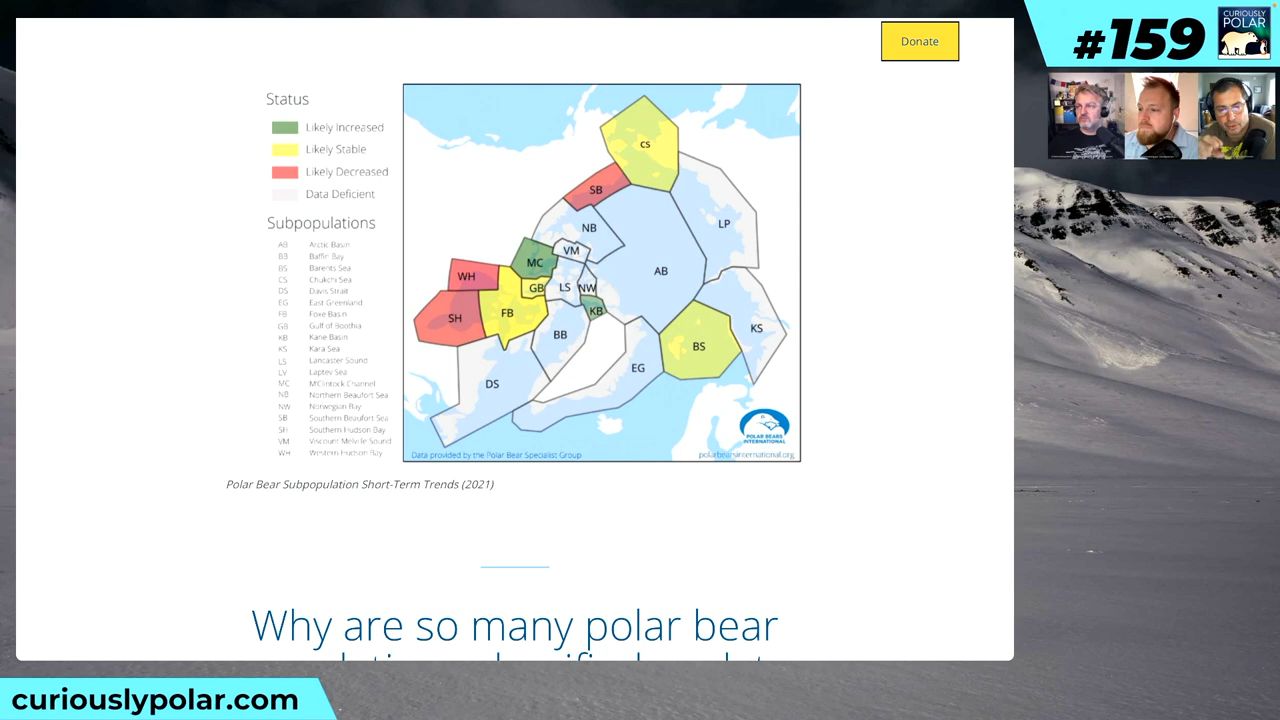 #159
CURIOUSLY
POLAR
Donate
Status
Likely Increased
Likely Stable
Likely Decreased
Data Deficient
Subpopulations
AB Arctic Basin
BB Baffin Bay
BS Barents Sea
CS Chukchi Sea
DS Davis Strait
EG East Greenland
FB Foxe Basin
GB Gulf of Boothia
KB Kane Basin
KS Kara Sea
LS Lancaster Sound
LV Laptev Sea
MC M'Clintock Channel
NB Northern Beaufort Sea
NW Norwegian Bay
SB Southern Beaufort Sea
SH Southern Hudson Bay
VM Viscount Melville Sound
WH Western Hudson Bay
CS
SB
LP
NB
VM
MC
AB
WH
GB
LS
NW
KB
FB
SH
KS
BB
BS
EG
DS
POLAR BEARS
INTERNATIONAL
Data provided by the Polar Bear Specialist Group
polarbearsinternational.org
Polar Bear Subpopulation Short-Term Trends (2021)
Why are so many polar bear
curiouslypolar.com